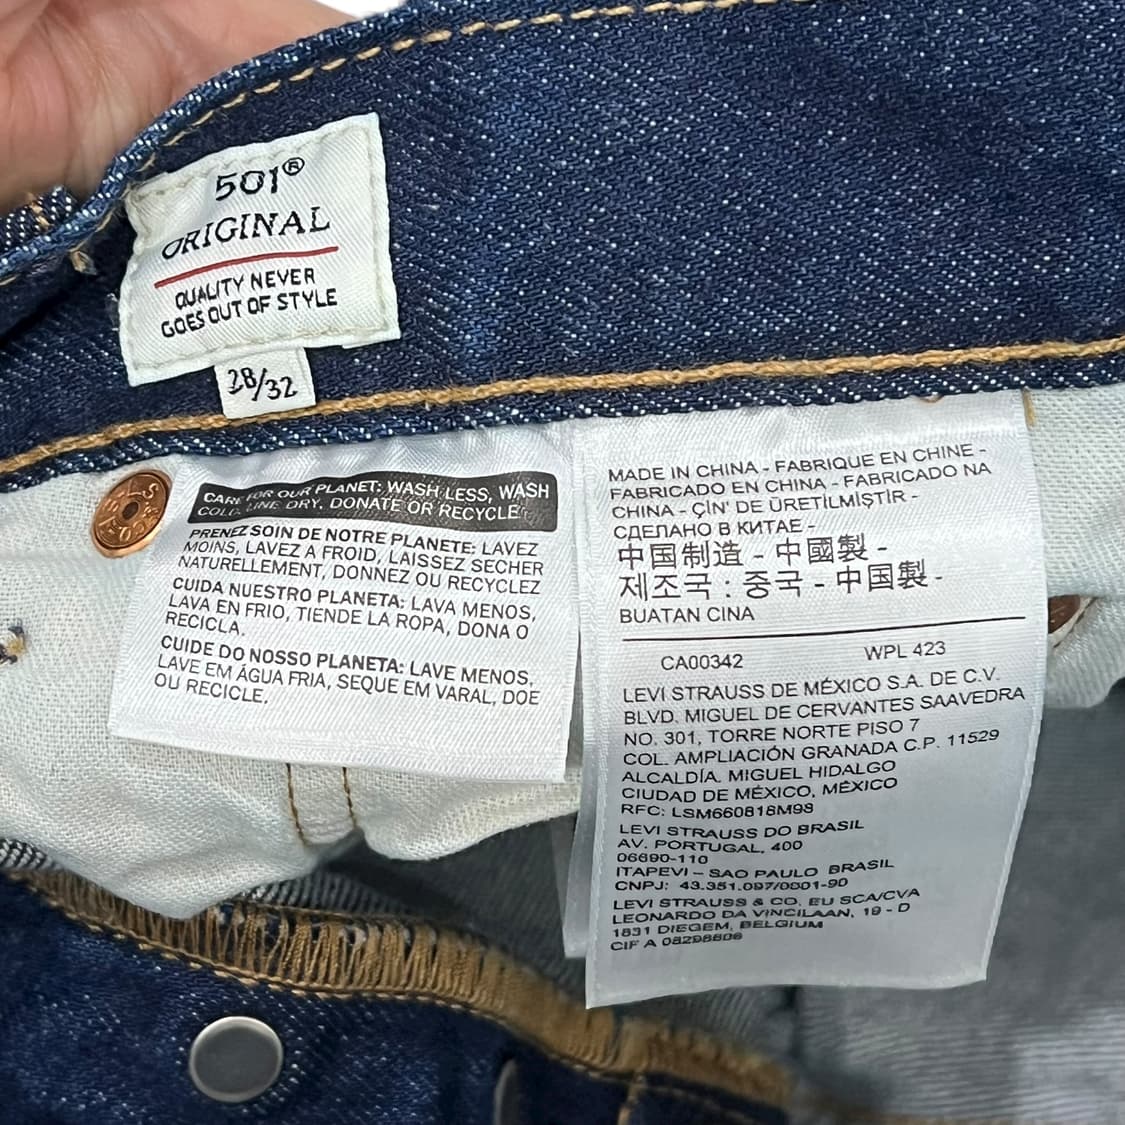 501®
ORIGINAL
QUALITY NEVER
GOES OUT OF STYLE
28/32
CARE FOR OUR PLANET: WASH LESS, WASH
COLD, LINE DRY, DONATE OR RECYCLE
PRENEZ SOIN DE NOTRE PLANETE: LAVEZ
MOINS, LAVEZ A FROID, LAISSEZ SECHER
NATURELLEMENT, DONNEZ OU RECYCLEZ
CUIDA NUESTRO PLANETA: LAVA MENOS,
LAVA EN FRIO, TIENDE LA ROPA, DONA O
RECICLA.
CUIDE DO NOSSO PLANETA: LAVE MENOS,
LAVE EM ÁGUA FRIA, SEQUE EM VARAL, DOE
OU RECICLE.
MADE IN CHINA - FABRIQUE EN CHINE -
FABRICADO EN CHINA - FABRICADO NA
CHINA - ÇİN' DE ÜRETİLMİŞTİR -
СДЕЛАНО В КИТАЕ -
中国制造 - 中國製 -
제조국 : 중국 - 中国製 -
BUATAN CINA
CA00342 WPL 423
LEVI STRAUSS DE MÉXICO S.A. DE C.V.
BLVD. MIGUEL DE CERVANTES SAAVEDRA
NO. 301, TORRE NORTE PISO 7
COL. AMPLIACIÓN GRANADA C.P. 11529
ALCALDÍA. MIGUEL HIDALGO
CIUDAD DE MÉXICO, MÉXICO
RFC: LSM660818M98
LEVI STRAUSS DO BRASIL
AV. PORTUGAL, 400
06690-110
ITAPEVI – SAO PAULO BRASIL
CNPJ: 43.351.097/0001-90
LEVI STRAUSS & CO. EU SCA/CVA
LEONARDO DA VINCILAAN, 19 - D
1831 DIEGEM, BELGIUM
CIF A